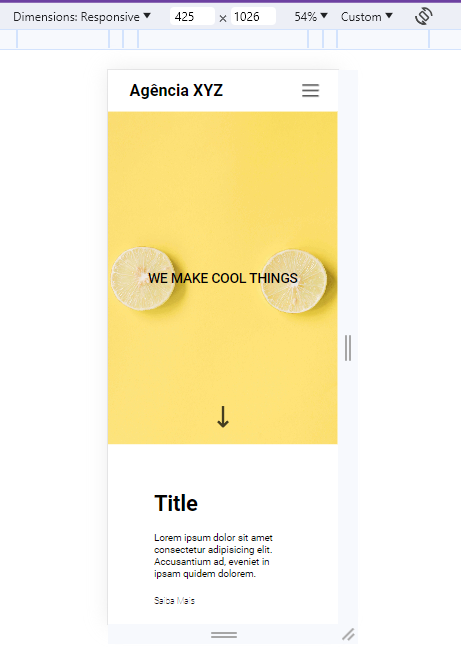 Dimensions: Responsive 425 × 1026 54% Custom
Agência XYZ
WE MAKE COOL THINGS
Title
Lorem ipsum dolor sit amet
consectetur adipisicing elit.
Accusantium ad, eveniet in
ipsam quidem dolorem.
Saiba Mais